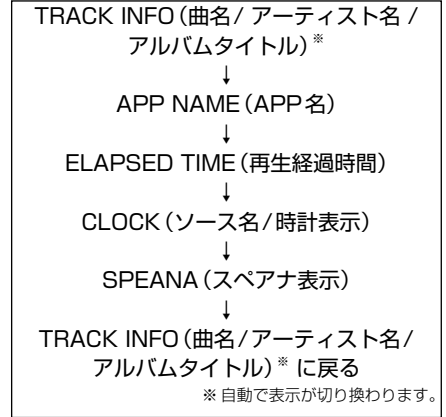 TRACK INFO（曲名/ アーティスト名 /
アルバムタイトル）※
↓
APP NAME（APP名）
↓
ELAPSED TIME（再生経過時間）
↓
CLOCK（ソース名/時計表示）
↓
SPEANA（スペアナ表示）
↓
TRACK INFO（曲名/アーティスト名/
アルバムタイトル）※ に戻る
※ 自動で表示が切り換わります。